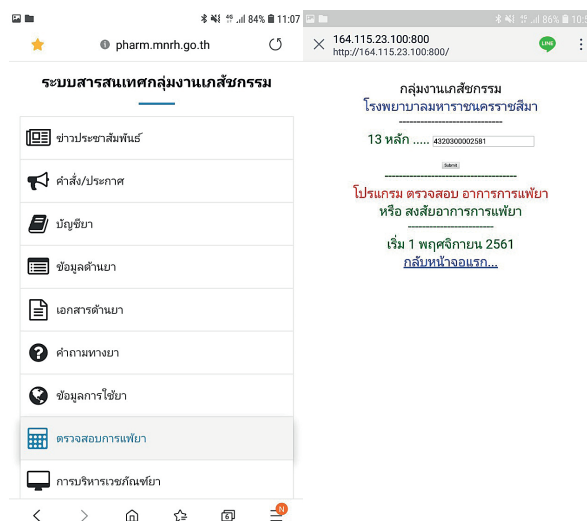 84% 11:07
pharm.mnrh.go.th
ระบบสารสนเทศกลุ่มงานเภสัชกรรม
ข่าวประชาสัมพันธ์
คำสั่ง/ประกาศ
บัญชียา
ข้อมูลด้านยา
เอกสารด้านยา
คำถามทางยา
ข้อมูลการใช้ยา
ตรวจสอบการแพ้ยา
การบริหารเวชภัณฑ์ยา
6
N
86%
164.115.23.100:800
http://164.115.23.100:800/
LINE
กลุ่มงานเภสัชกรรม
โรงพยาบาลมหาราชนครราชสีมา
------------------------------
13 หลัก ..... 4320300002581
Submit
--------------------------------------
โปรแกรม ตรวจสอบ อาการการแพ้ยา
หรือ สงสัยอาการการแพ้ยา
-------------------------
เริ่ม 1 พฤศจิกายน 2561
กลับหน้าจอแรก...